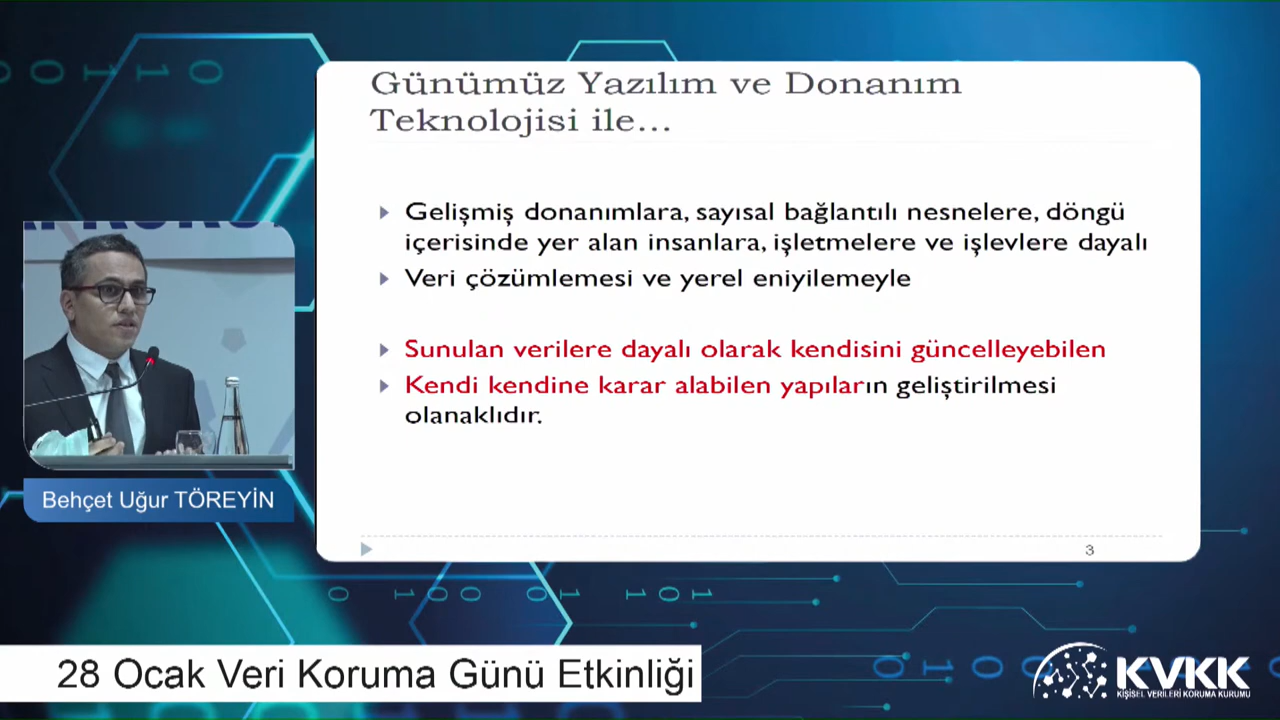 Günümüz Yazılım ve Donanım
Teknolojisi ile...
Gelişmiş donanımlara, sayısal bağlantılı nesnelere, döngü
içerisinde yer alan insanlara, işletmelere ve işlevlere dayalı
Veri çözümlemesi ve yerel eniyilemeyle
Sunulan verilere dayalı olarak kendisini güncelleyebilen
Kendi kendine karar alabilen yapıların geliştirilmesi
olanaklıdır.
3
Behçet Uğur TÖREYİN
28 Ocak Veri Koruma Günü Etkinliği
KVKK
KİŞİSEL VERİLERİ KORUMA KURUMU